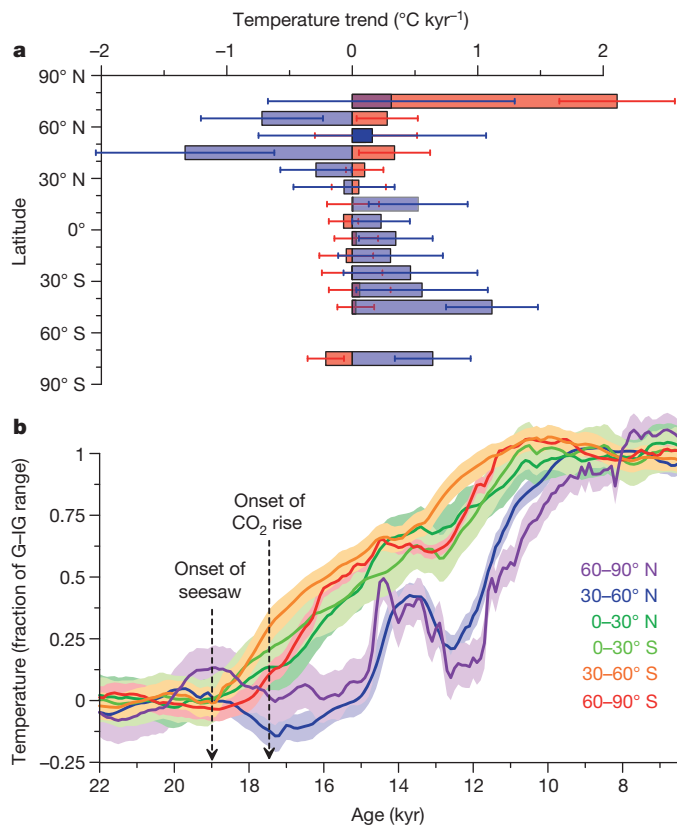 Temperature trend (°C kyr–1)
–2 –1 0 1 2
a
90° N
60° N
30° N
0°
30° S
60° S
90° S
Latitude
b
1
0.75
0.5
0.25
0
–0.25
Temperature (fraction of G–IG range)
Onset of
CO2 rise
Onset of
seesaw
60–90° N
30–60° N
0–30° N
0–30° S
30–60° S
60–90° S
22 20 18 16 14 12 10 8
Age (kyr)